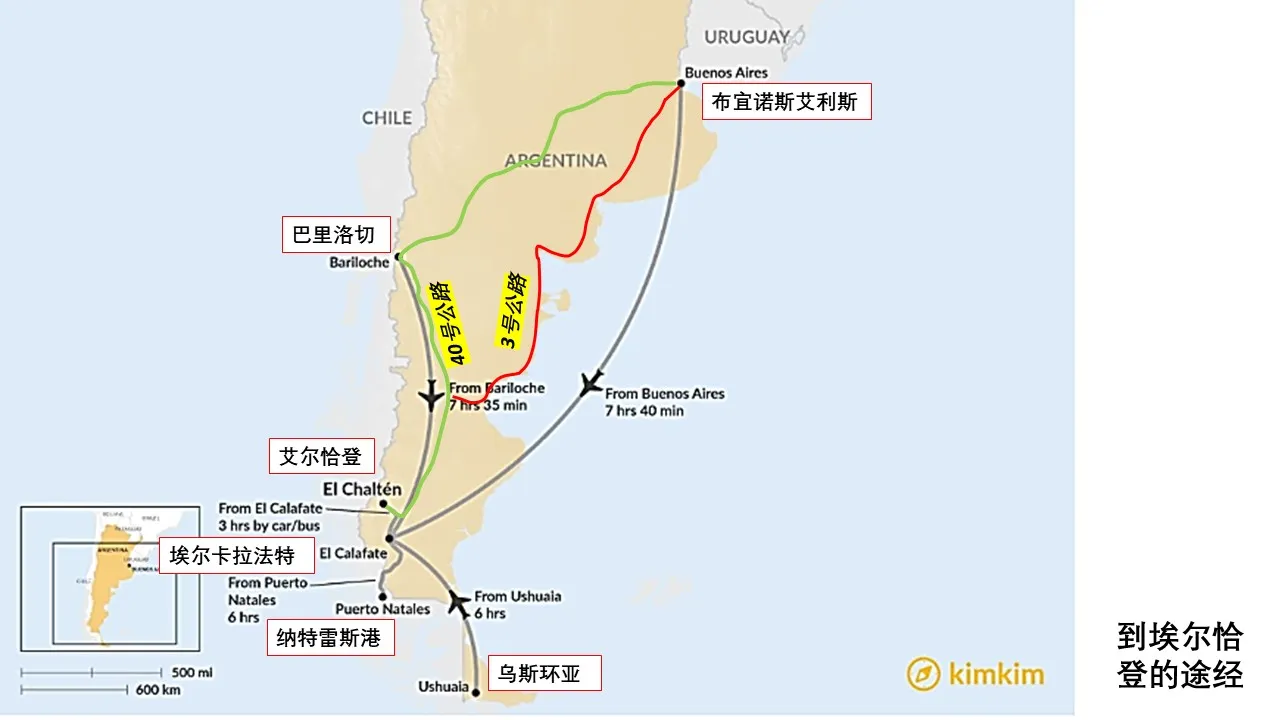 URUGUAY
Buenos Aires
布宜诺斯艾利斯
CHILE
ARGENTINA
巴里洛切
Bariloche
40号公路
3号公路
From Bariloche
7 hrs 35 min
From Buenos Aires
7 hrs 40 min
艾尔恰登
El Chaltén
From El Calafate
3 hrs by car/bus
El Calafate
埃尔卡拉法特
From Puerto
Natales
6 hrs
Puerto Natales
纳特雷斯港
From Ushuaia
6 hrs
Ushuaia
乌斯环亚
ARGENTINA
CHILE
500 ml
600 km
kimkim
到埃尔恰
登的途经